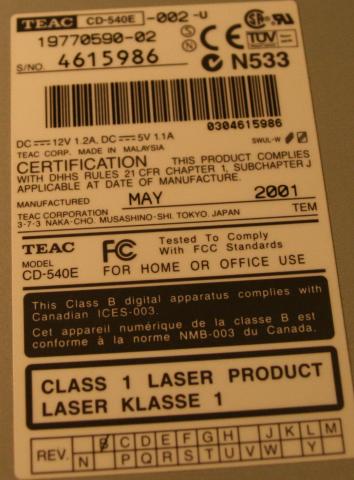 TEAC CD-540E -002-U
19770590-02
S/NO. 4615986
N533
0304615986
DC 12V 1.2A, DC 5V 1.1A
TEAC CORP. MADE IN MALAYSIA
SWUL-W
CERTIFICATION THIS PRODUCT COMPLIES
WITH DHHS RULES 21 CFR CHAPTER 1, SUBCHAPTER J
APPLICABLE AT DATE OF MANUFACTURE.
MANUFACTURED MAY 2001
TEAC CORPORATION TEM
3-7-3 NAKA-CHO. MUSASHINO-SHI. TOKYO. JAPAN
TEAC
MODEL
CD-540E
FC
Tested To Comply
With FCC Standards
FOR HOME OR OFFICE USE
This Class B digital apparatus complies with
Canadian ICES-003.
Cet appareil numérique de la classe B est
conforme à la norme NMB-003 du Canada.
CLASS 1 LASER PRODUCT
LASER KLASSE 1
REV. B C D E F G H J K L M
N P Q R S T U V W Y